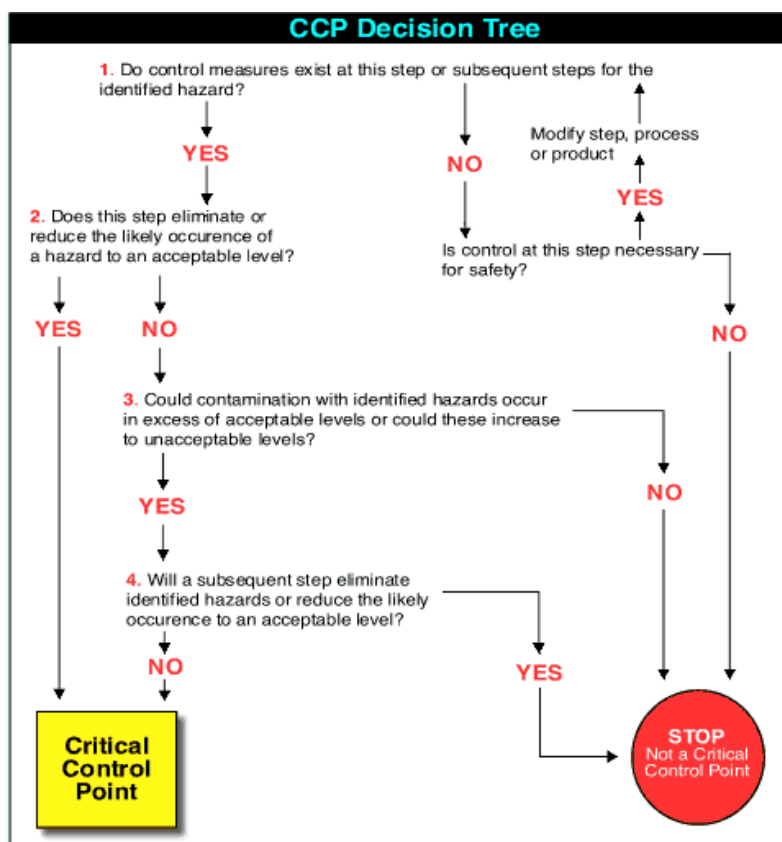 CCP Decision Tree
1. Do control measures exist at this step or subsequent steps for the
identified hazard?
YES
NO
Modify step, process
or product
YES
2. Does this step eliminate or
reduce the likely occurence of
a hazard to an acceptable level?
Is control at this step necessary
for safety?
YES
NO
NO
3. Could contamination with identified hazards occur
in excess of acceptable levels or could these increase
to unacceptable levels?
YES
NO
4. Will a subsequent step eliminate
identified hazards or reduce the likely
occurence to an acceptable level?
NO
YES
Critical
Control
Point
STOP
Not a Critical
Control Point